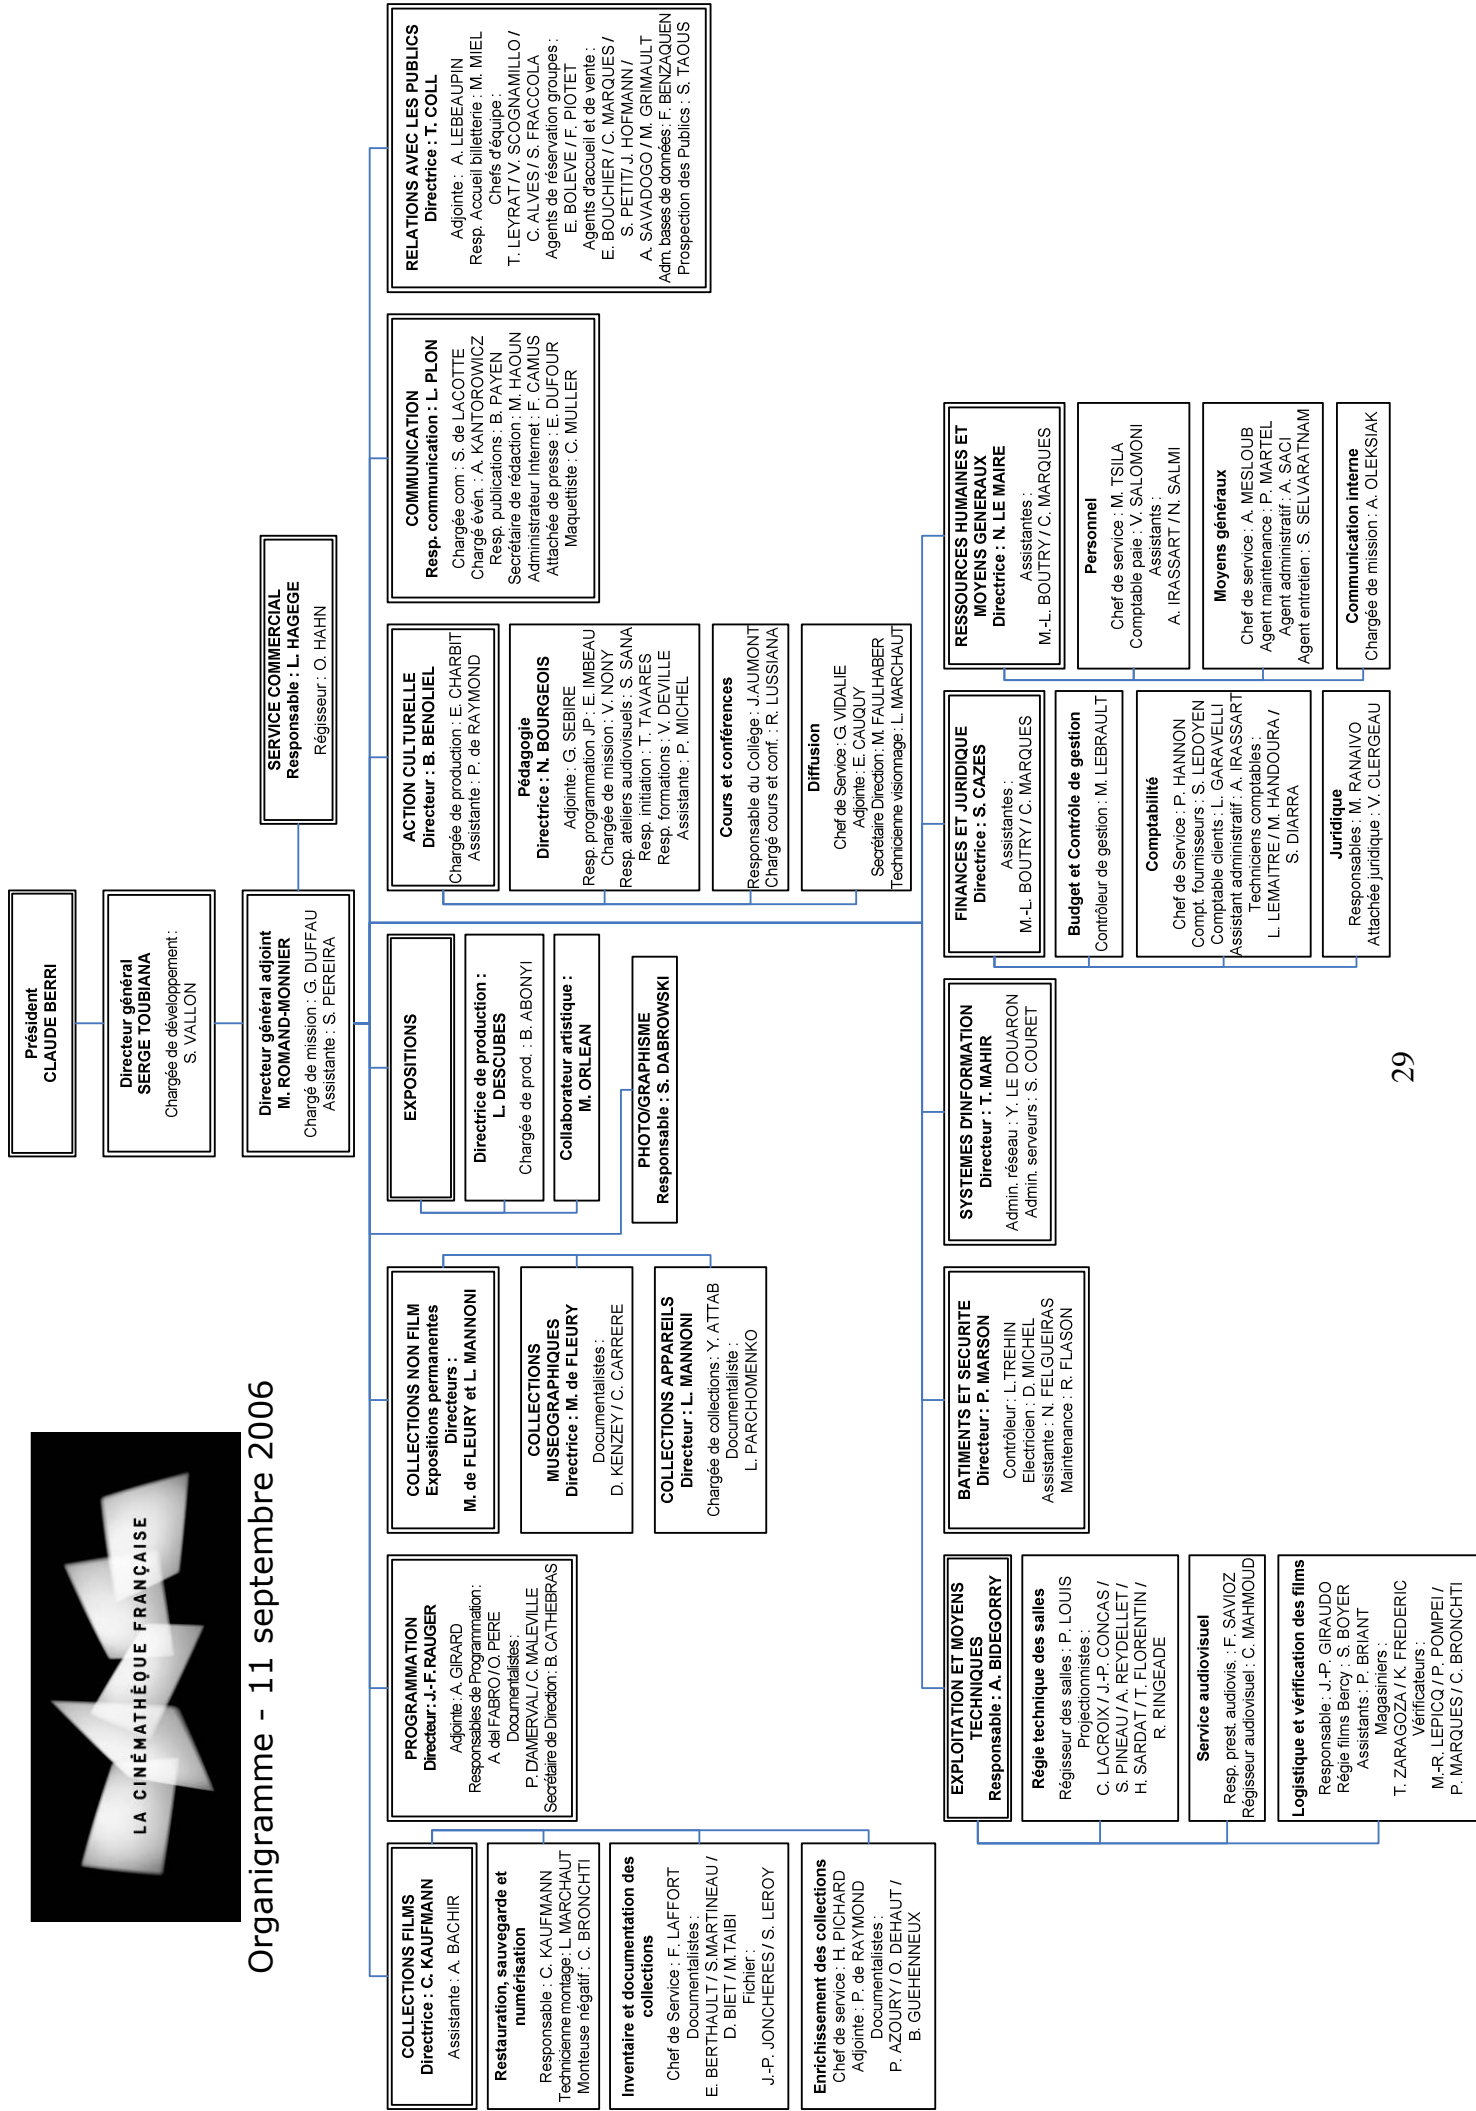 LA CINÉMATHÈQUE FRANÇAISE
Organigramme - 11 septembre 2006
Président
CLAUDE BERRI
Directeur général
SERGE TOUBIANA
Chargée de développement :
S. VALLON
Directeur général adjoint
M. ROMAND-MONNIER
Chargé de mission : G. DUFFAU
Assistante : S. PEREIRA
SERVICE COMMERCIAL
Responsable : L. HAGEGE
Régisseur : O. HAHN
COLLECTIONS FILMS
Directrice : C. KAUFMANN
Assistante : A. BACHIR
Restauration, sauvegarde et
numérisation
Responsable : C. KAUFMANN
Technicienne montage : L. MARCHAUT
Monteuse négatif : C. BRONCHTI
Inventaire et documentation des
collections
Chef de Service : F. LAFFORT
Documentalistes :
E. BERTHAULT / S.MARTINEAU /
D. BIET / M.TAIBI
Fichier :
J.-P. JONCHERES / S. LEROY
Enrichissement des collections
Chef de service : H. PICHARD
Adjointe : P. de RAYMOND
Documentalistes :
P. AZOURY / O. DEHAUT /
B. GUEHENNEUX
PROGRAMMATION
Directeur : J.-F.RAUGER
Adjointe : A. GIRARD
Responsables de Programmation :
A. del FABRO / O. PERE
Documentalistes :
P. D'AMERVAL / C. MALEVILLE
Secrétaire de Direction : B. CATHEBRAS
COLLECTIONS NON FILM
Expositions permanentes
Directeurs :
M. de FLEURY et L. MANNONI
COLLECTIONS
MUSEOGRAPHIQUES
Directrice : M. de FLEURY
Documentalistes :
D. KENZEY / C. CARRERE
COLLECTIONS APPAREILS
Directeur : L. MANNONI
Chargée de collections : Y. ATTAB
Documentaliste :
L. PARCHOMENKO
EXPOSITIONS
Directrice de production :
L. DESCUBES
Chargée de prod. : B. ABONYI
Collaborateur artistique :
M. ORLEAN
PHOTO/GRAPHISME
Responsable : S. DABROWSKI
ACTION CULTURELLE
Directeur : B. BENOLIEL
Chargée de production : E. CHARBIT
Assistante : P. de RAYMOND
Pédagogie
Directrice : N. BOURGEOIS
Adjointe : G. SEBIRE
Resp. programmation JP : E. IMBEAU
Chargée de mission : V. NONY
Resp. ateliers audiovisuels : S. SANA
Resp. initiation : T. TAVARES
Resp. formations : V. DEVILLE
Assistante : P. MICHEL
Cours et conférences
Responsable du Collège : J.AUMONT
Chargé cours et conf. : R. LUSSIANA
Diffusion
Chef de Service : G. VIDALIE
Adjointe : E. CAUQUY
Secrétaire Direction : M. FAULHABER
Technicienne visionnage : L. MARCHAUT
COMMUNICATION
Resp. communication : L. PLON
Chargée com : S. de LACOTTE
Chargé évén. : A. KANTOROWICZ
Resp. publications : B. PAYEN
Secrétaire de rédaction : M. HAOUN
Administrateur Internet : F. CAMUS
Attachée de presse : E. DUFOUR
Maquettiste : C. MULLER
RELATIONS AVEC LES PUBLICS
Directrice : T. COLL
Adjointe : A. LEBEAUPIN
Resp. Accueil billetterie : M. MIEL
Chefs d'équipe :
T. LEYRAT / V. SCOGNAMILLO /
C. ALVES / S. FRACCOLA
Agents de réservation groupes :
E. BOLEVE / F. PIOTET
Agents d'accueil et de vente :
E. BOUCHIER / C. MARQUES /
S. PETIT/ J. HOFMANN /
A. SAVADOGO / M. GRIMAULT
Adm. bases de données : F. BENZAQUEN
Prospection des Publics : S. TAOUS
EXPLOITATION ET MOYENS
TECHNIQUES
Responsable : A. BIDEGORRY
Régie technique des salles
Régisseur des salles : P. LOUIS
Projectionnistes :
C. LACROIX / J.-P. CONCAS /
S. PINEAU / A. REYDELLET /
H. SARDAT / T. FLORENTIN /
R. RINGEADE
Service audiovisuel
Resp. prest. audiovis. : F. SAVIOZ
Régisseur audiovisuel : C. MAHMOUD
Logistique et vérification des films
Responsable : J.-P. GIRAUDO
Régie films Bercy : S. BOYER
Assistants : P. BRIANT
Magasiniers :
T. ZARAGOZA / K. FREDERIC
Vérificateurs :
M.-R. LEPICQ / P. POMPEI /
P. MARQUES / C. BRONCHTI
BATIMENTS ET SECURITE
Directeur : P. MARSON
Contrôleur : L.TREHIN
Electricien : D. MICHEL
Assistante : N. FELGUEIRAS
Maintenance : R. FLASON
SYSTEMES D'INFORMATION
Directeur : T. MAHIR
Admin. réseau : Y. LE DOUARON
Admin. serveurs : S. COURET
FINANCES ET JURIDIQUE
Directrice : S. CAZES
Assistantes :
M.-L. BOUTRY / C. MARQUES
Budget et Contrôle de gestion
Contrôleur de gestion : M. LEBRAULT
Comptabilité
Chef de Service : P. HANNON
Compt. fournisseurs : S. LEDOYEN
Comptable clients : L. GARAVELLI
Assistant administratif : A. IRASSART
Techniciens comptables :
L. LEMAITRE / M. HANDOURA /
S. DIARRA
Juridique
Responsables : M. RANAIVO
Attachée juridique : V. CLERGEAU
RESSOURCES HUMAINES ET
MOYENS GENERAUX
Directrice : N. LE MAIRE
Assistantes :
M.-L. BOUTRY / C. MARQUES
Personnel
Chef de service : M. TSILA
Comptable paie : V. SALOMONI
Assistants :
A. IRASSART / N. SALMI
Moyens généraux
Chef de service : A. MESLOUB
Agent maintenance : P. MARTEL
Agent administratif : A. SACI
Agent entretien : S. SELVARATNAM
Communication interne
Chargée de mission : A. OLEKSIAK
29